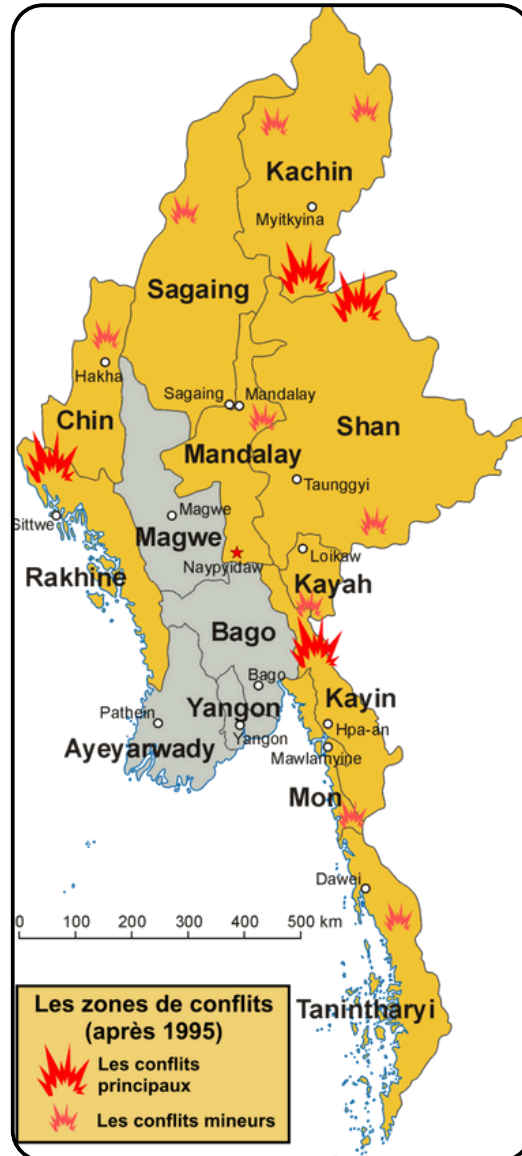 Kachin
Myitkyina
Sagaing
Hakha
Sagaing
Mandalay
Chin
Shan
Mandalay
Taunggyi
Sittwe
Magwe
Magwe
Loikaw
Naypyidaw
Rakhine
Kayah
Bago
Bago
Kayin
Pathein
Yangon
Hpa-an
Yangon
Ayeyarwady
Mawlamyine
Mon
Dawei
0 100 200 300 400 500 km
Tanintharyi
Les zones de conflits
(après 1995)
Les conflits
principaux
Les conflits mineurs